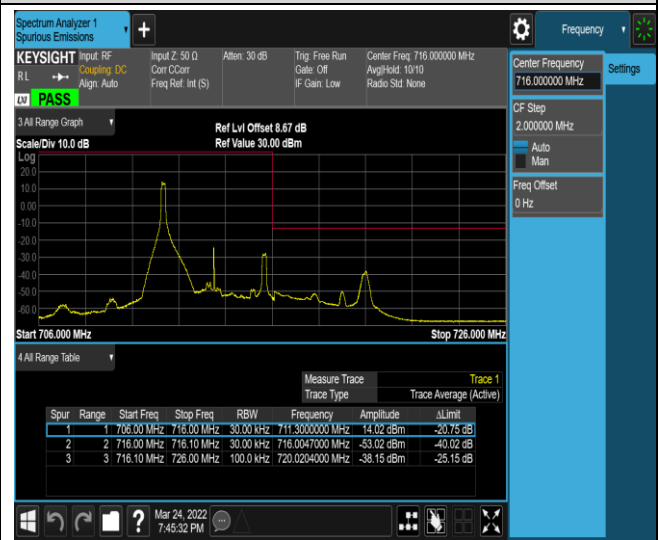 Spectrum Analyzer 1
Spurious Emissions
Frequency
KEYSIGHT Input: RF Input Z: 50 Ω Atten: 30 dB Trig: Free Run Center Freq: 716.000000 MHz
R L Coupling: DC Corr CCorr Gate: Off Avg|Hold: 10/10
Align: Auto Freq Ref: Int (S) IF Gain: Low Radio Std: None
LXI PASS
Center Frequency
716.000000 MHz
Settings
CF Step
2.000000 MHz
Auto
Man
Freq Offset
0 Hz
3 All Range Graph
Ref Lvl Offset 8.67 dB
Scale/Div 10.0 dB Ref Value 30.00 dBm
Log
20.0
10.0
0.00
-10.0
-20.0
-30.0
-40.0
-50.0
-60.0
Start 706.000 MHz Stop 726.000 MHz
4 All Range Table
Measure Trace Trace 1
Trace Type Trace Average (Active)
Spur Range Start Freq Stop Freq RBW Frequency Amplitude ΔLimit
1 1 706.00 MHz 716.00 MHz 30.00 kHz 711.3000000 MHz 14.02 dBm -20.75 dB
2 2 716.00 MHz 716.10 MHz 30.00 kHz 716.0047000 MHz -53.02 dBm -40.02 dB
3 3 716.10 MHz 726.00 MHz 100.0 kHz 720.0204000 MHz -38.15 dBm -25.15 dB
Mar 24, 2022
7:45:32 PM